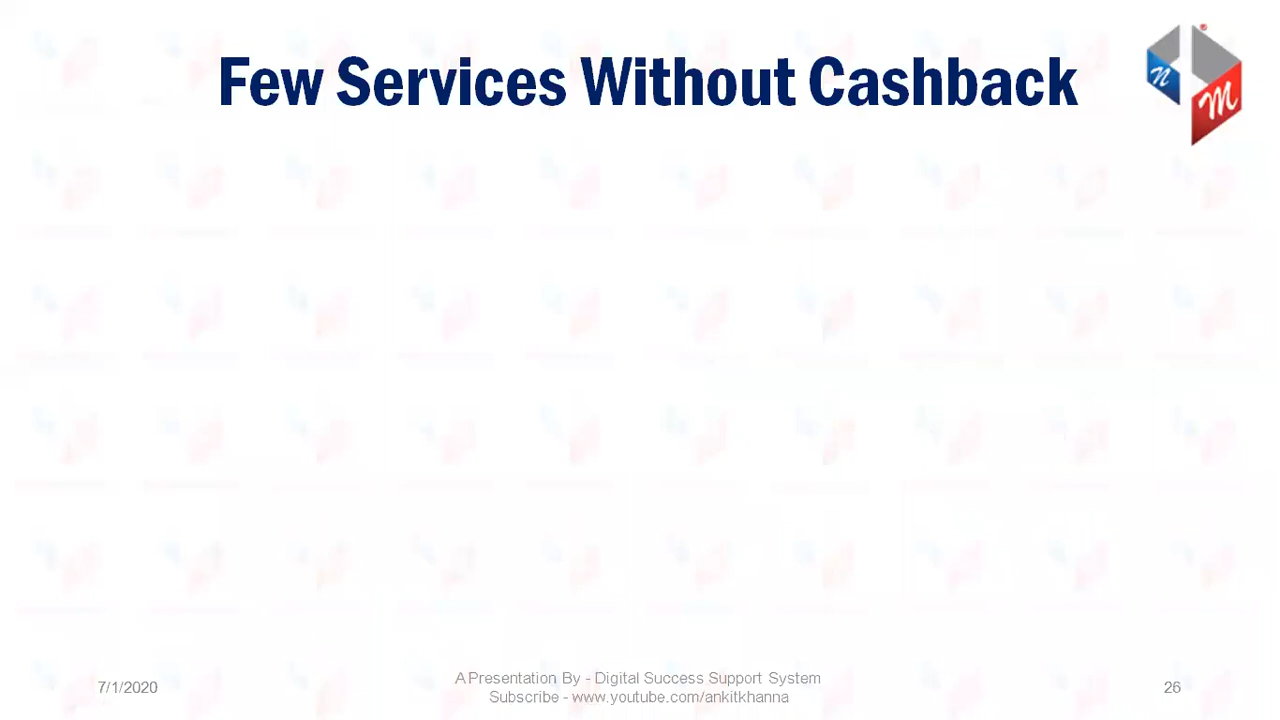 Few Services Without Cashback
n
M
7/1/2020
A Presentation By - Digital Success Support System
Subscribe - www.youtube.com/ankitkhanna
26